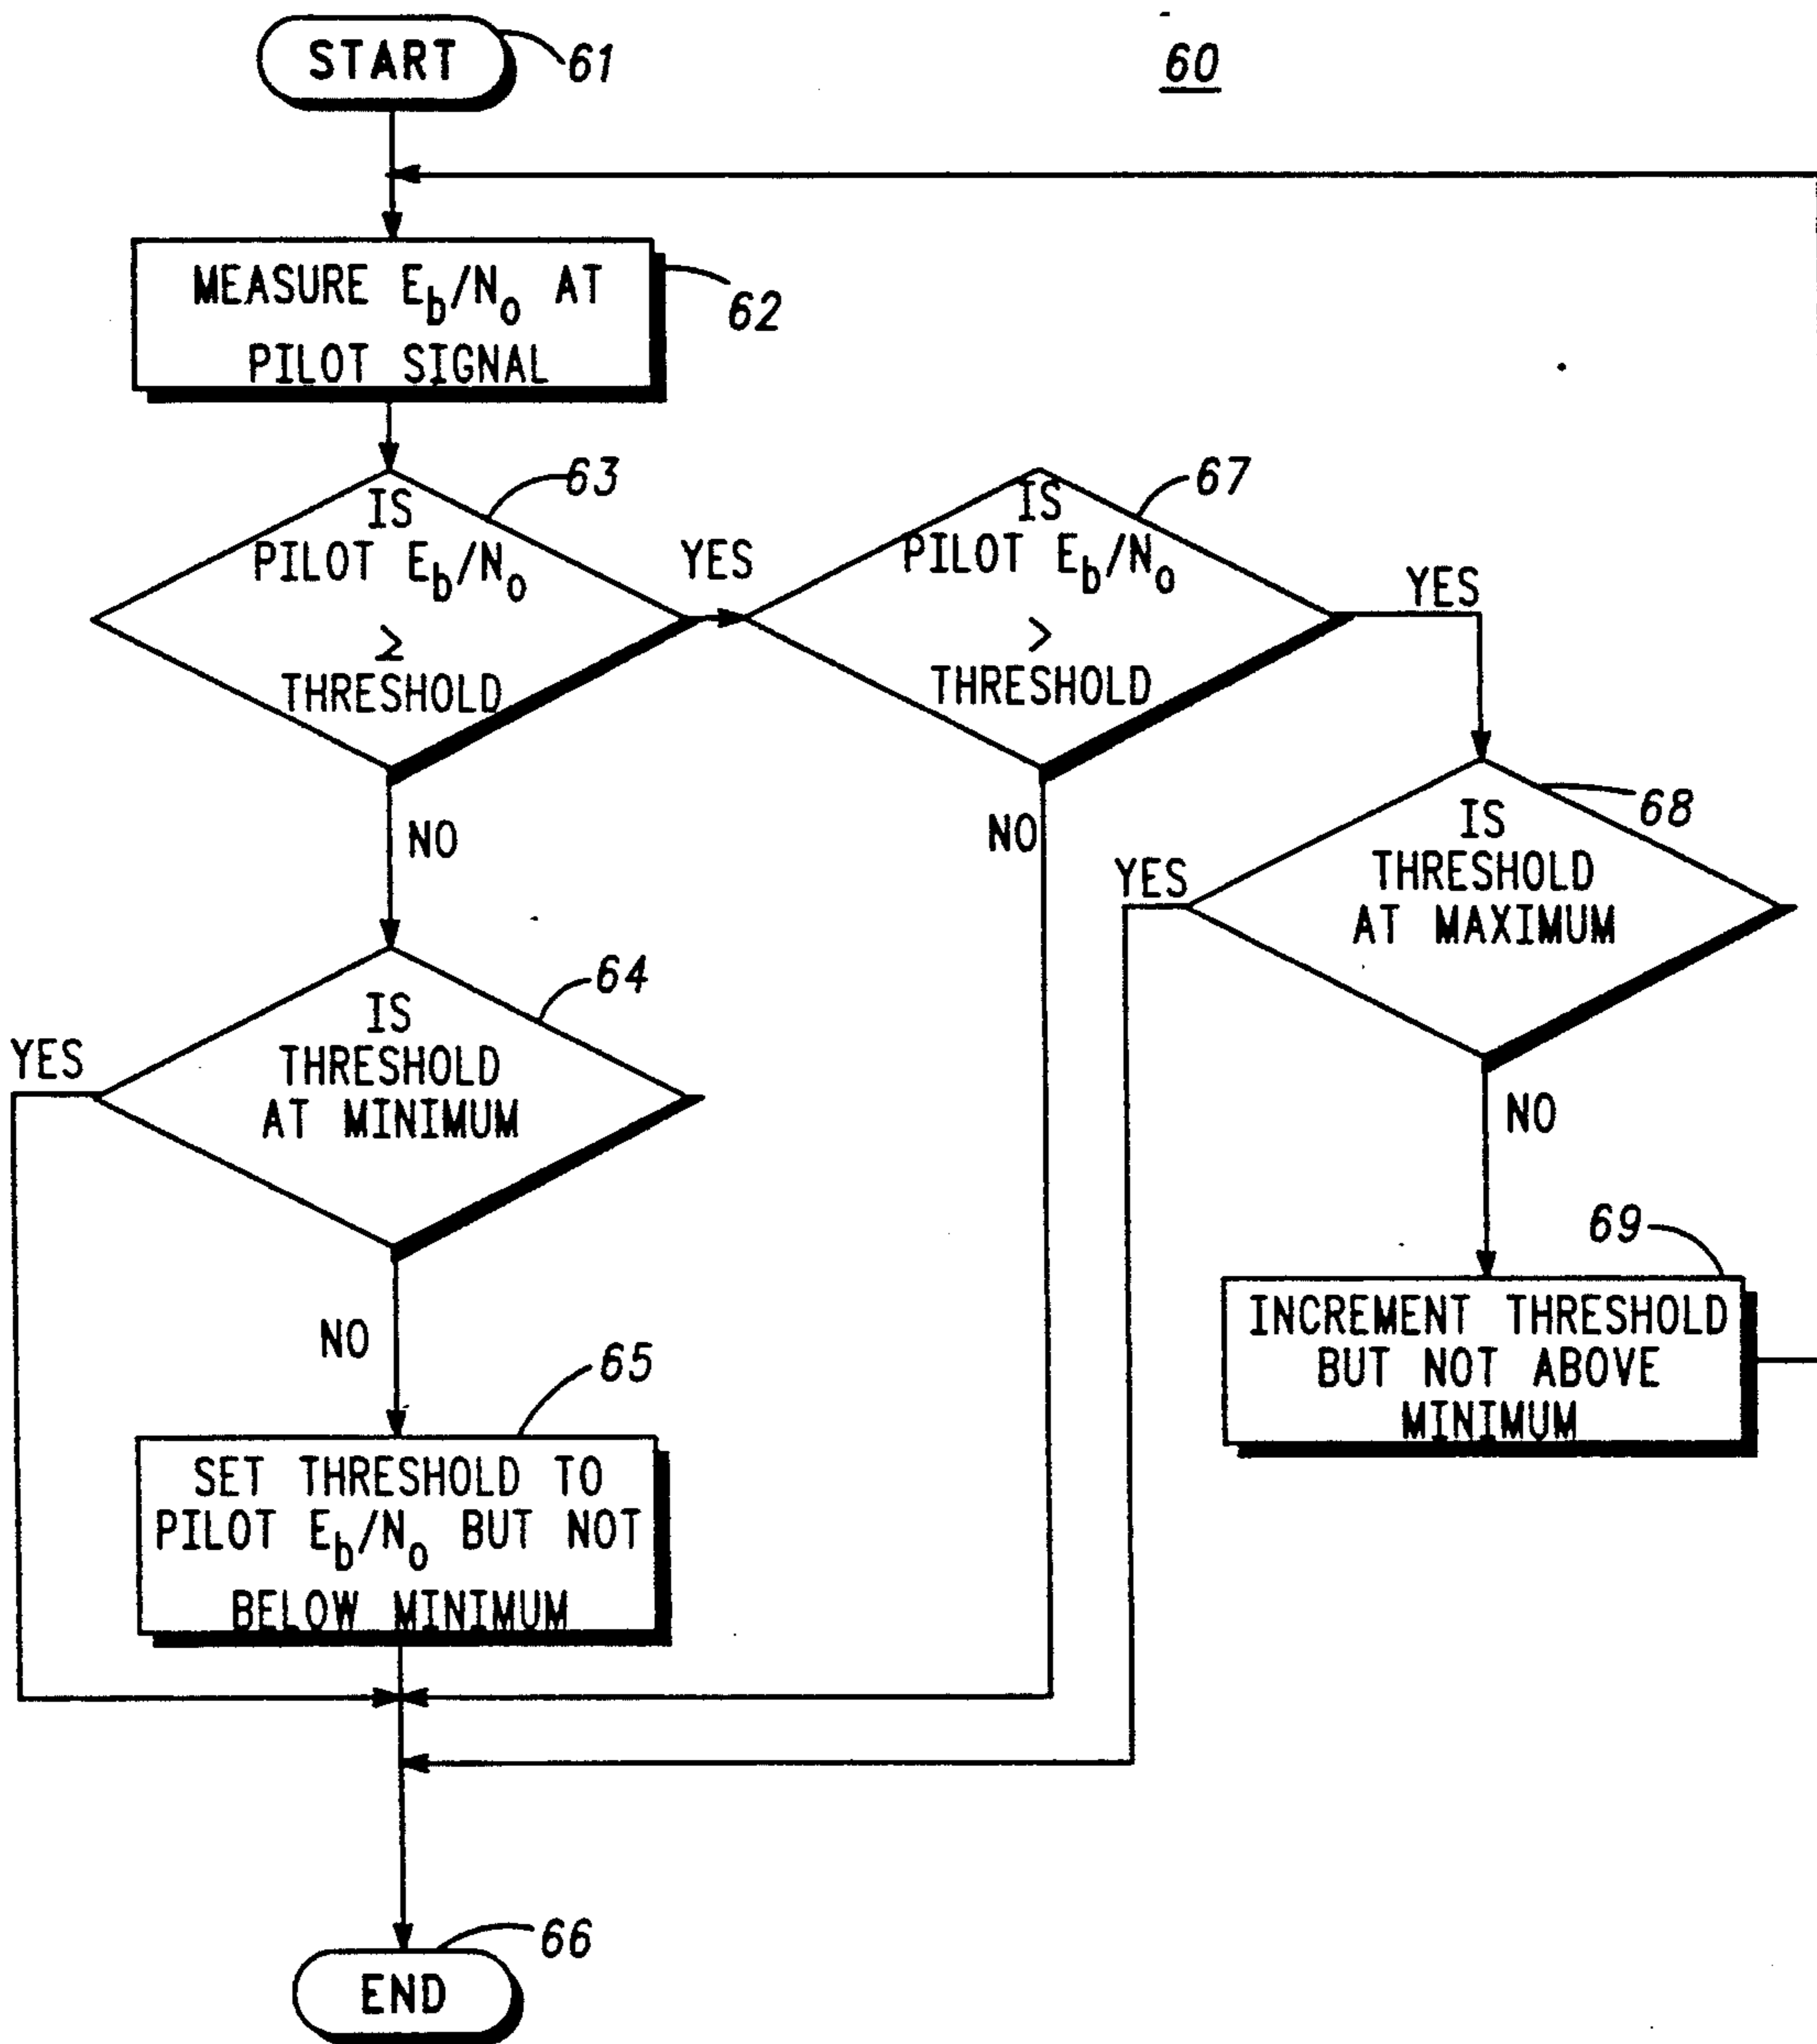 START
61
60
MEASURE Eb/No AT
PILOT SIGNAL
62
IS
PILOT Eb/No
≥
THRESHOLD
63
YES
NO
IS
PILOT Eb/No
>
THRESHOLD
67
YES
NO
IS
THRESHOLD
AT MAXIMUM
68
YES
NO
IS
THRESHOLD
AT MINIMUM
64
YES
NO
INCREMENT THRESHOLD
BUT NOT ABOVE
MINIMUM
69
SET THRESHOLD TO
PILOT Eb/No BUT NOT
BELOW MINIMUM
65
END
66